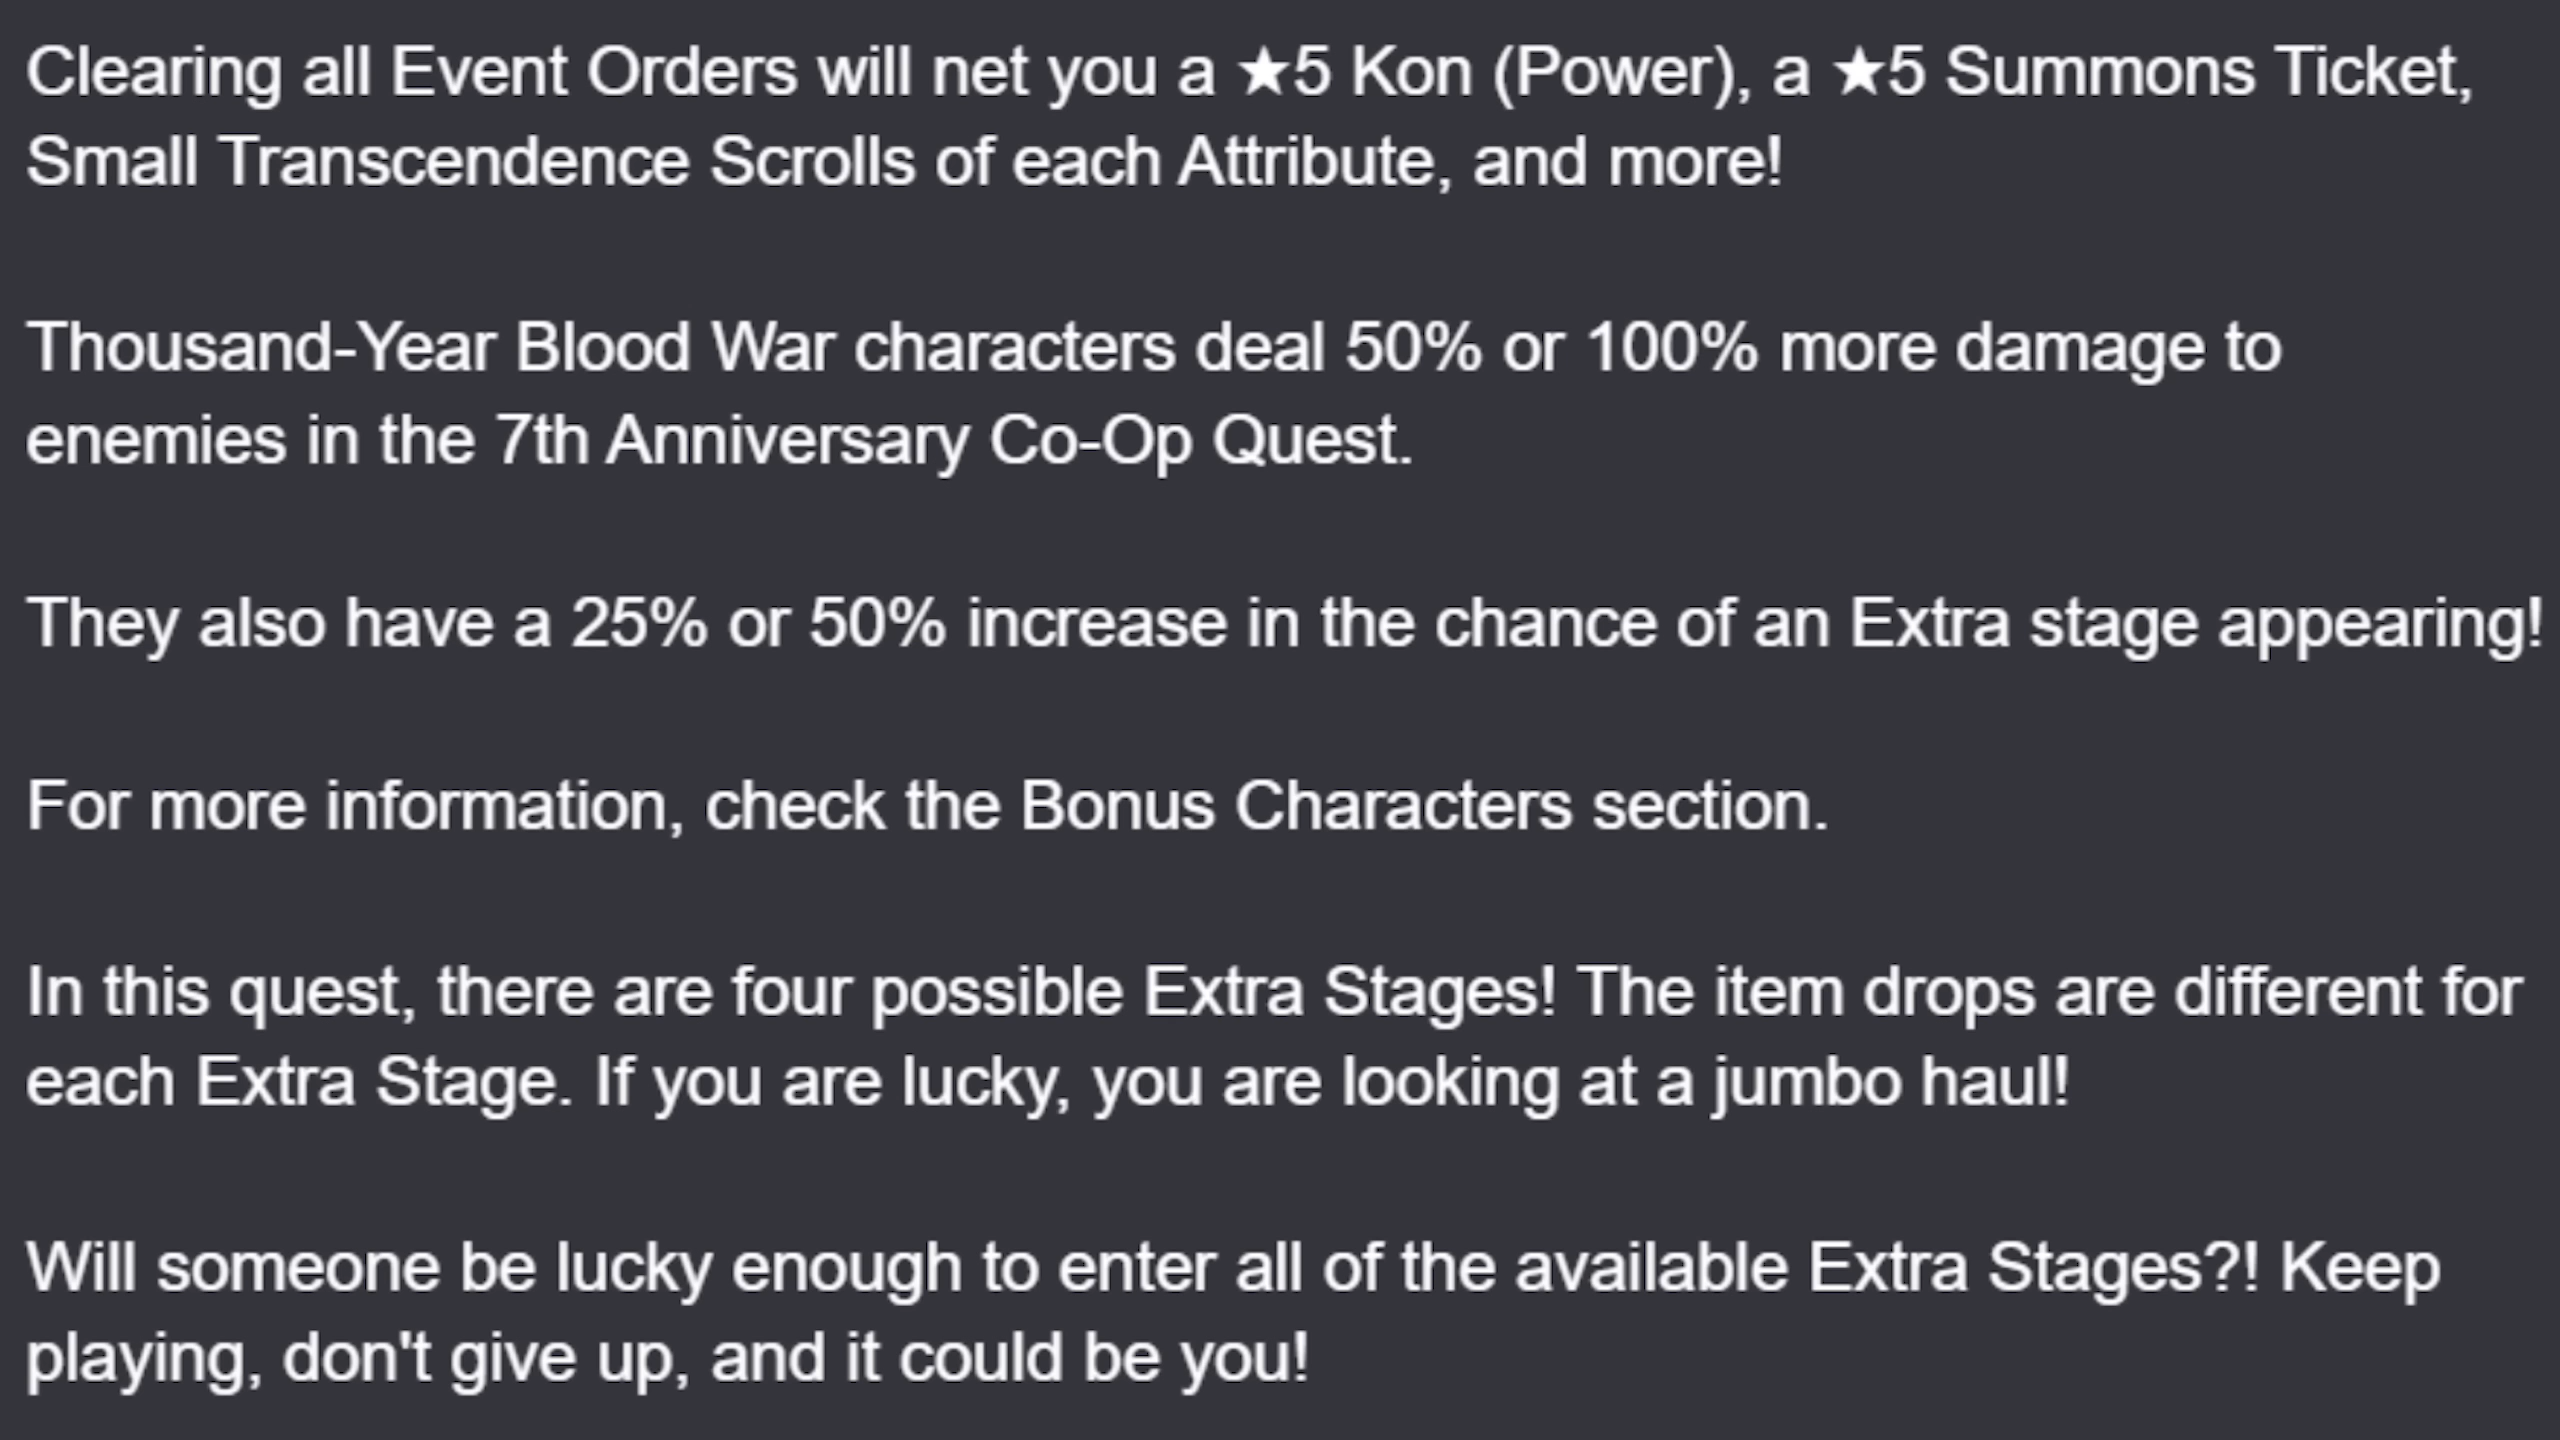 Clearing all Event Orders will net you a ★5 Kon (Power), a ★5 Summons Ticket,
Small Transcendence Scrolls of each Attribute, and more!
Thousand-Year Blood War characters deal 50% or 100% more damage to
enemies in the 7th Anniversary Co-Op Quest.
They also have a 25% or 50% increase in the chance of an Extra stage appearing!
For more information, check the Bonus Characters section.
In this quest, there are four possible Extra Stages! The item drops are different for
each Extra Stage. If you are lucky, you are looking at a jumbo haul!
Will someone be lucky enough to enter all of the available Extra Stages?! Keep
playing, don't give up, and it could be you!